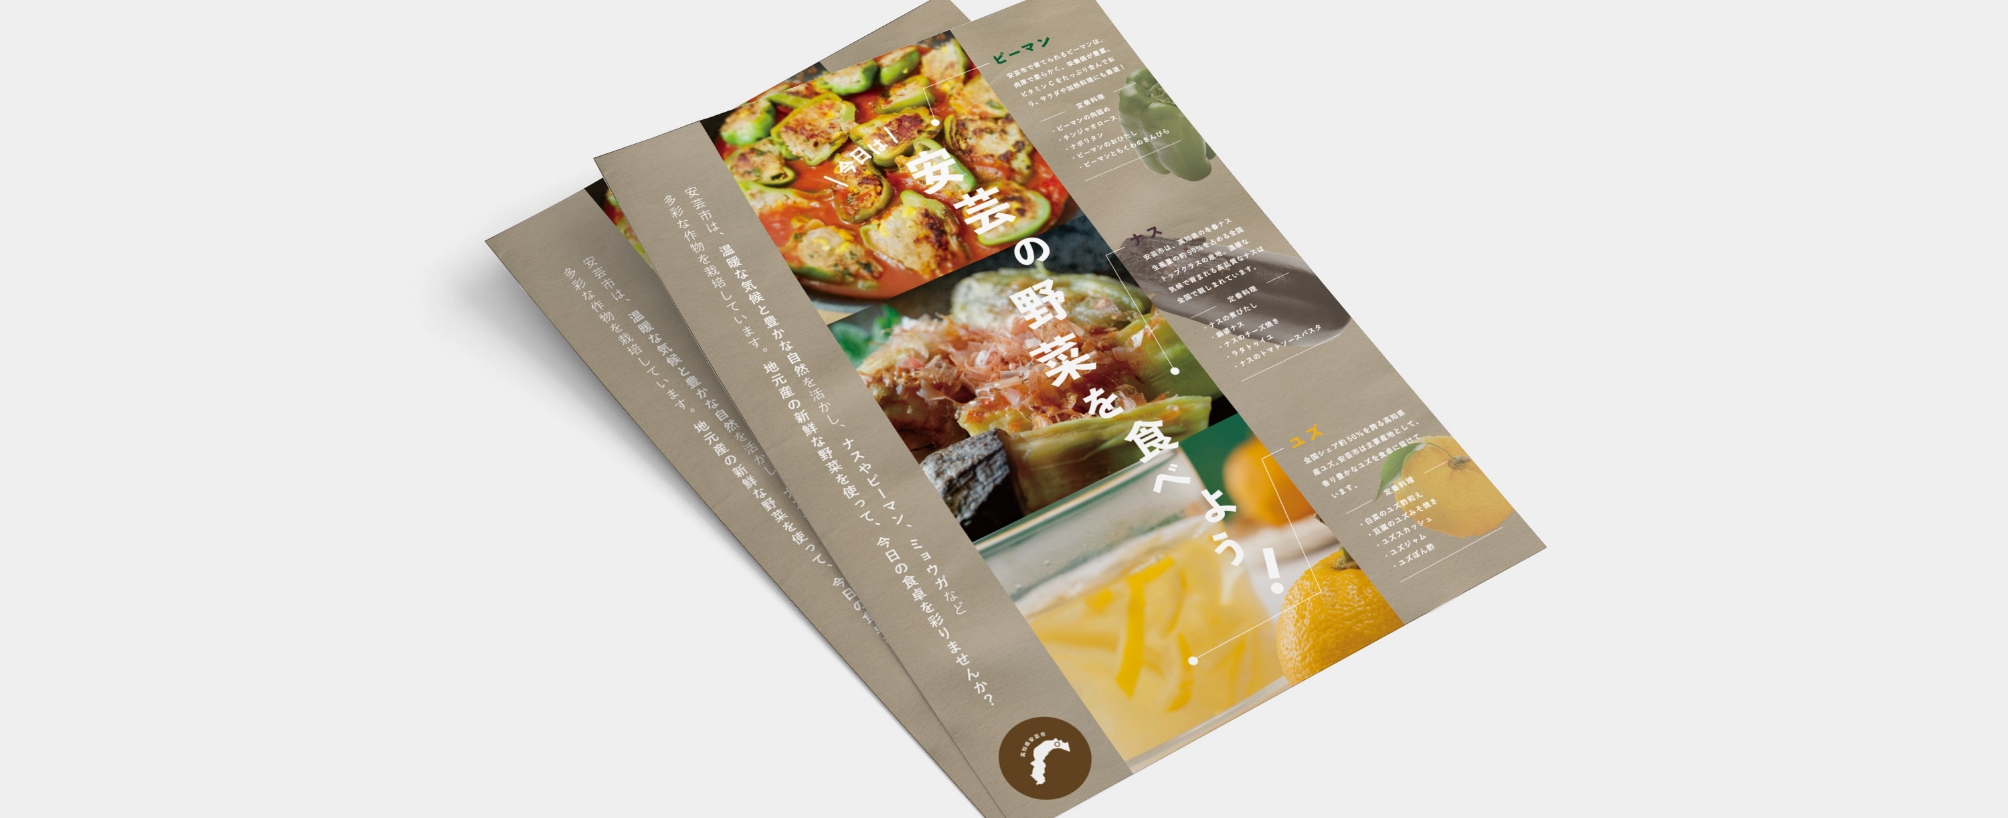 今日は
安芸の野菜を食べよう!
ピーマン
安芸市で育てられるピーマンは、
肉厚で柔らかく、栄養価が豊富。
ビタミンCをたっぷり含んでお
り、サラダや加熱料理にも最適!
定番料理
・ピーマンの肉詰め
・チンジャオロース
・ナポリタン
・ピーマンのおひたし
・ピーマンとちくわのきんぴら
ナス
安芸市は、高知県の冬春ナス
生産量の約90%を占める全国
トップクラスの産地。温暖な
気候で育まれる高品質なナスは
全国で親しまれています。
定番料理
・ナスの煮びたし
・麻婆ナス
・ナスのチーズ焼き
・ラタトゥイユ
・ナスのトマトソースパスタ
ユズ
全国シェア約50%を誇る高知県
産ユズ。安芸市は主要産地として、
香り豊かなユズを食卓に届けて
います。
定番料理
・白菜のユズ酢和え
・豆腐のユズみそ焼き
・ユズスカッシュ
・ユズジャム
・ユズぽん酢
安芸市は、温暖な気候と豊かな自然を活かし、ナスやピーマン、ミョウガなど
多彩な作物を栽培しています。地元産の新鮮な野菜を使って、今日の食卓を彩りませんか?
高知県安芸市
安芸市は、温暖な気候と豊かな自然を活かし
多彩な作物を栽培しています。地元産の新鮮な野菜を使って、今日の食